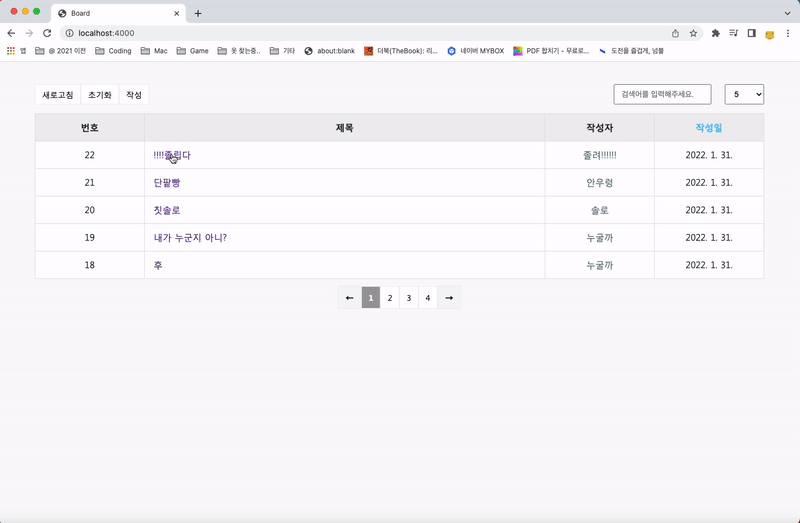 Board
localhost:4000
앱 @ 2021 이전 Coding Mac Game 옷 찾는중.. 기타 about:blank 더북(TheBook): 리... 네이버 MYBOX PDF 합치기 - 무료로... 도전을 즐겁게, 넘블
새로고침 초기화 작성 검색어를 입력해주세요. 5
번호 제목 작성자 작성일
22 !!!!졸립다 졸려!!!!!! 2022. 1. 31.
21 단팥빵 안우렁 2022. 1. 31.
20 칫솔로 솔로 2022. 1. 31.
19 내가 누군지 아니? 누굴까 2022. 1. 31.
18 후 누굴까 2022. 1. 31.
← 1 2 3 4 →